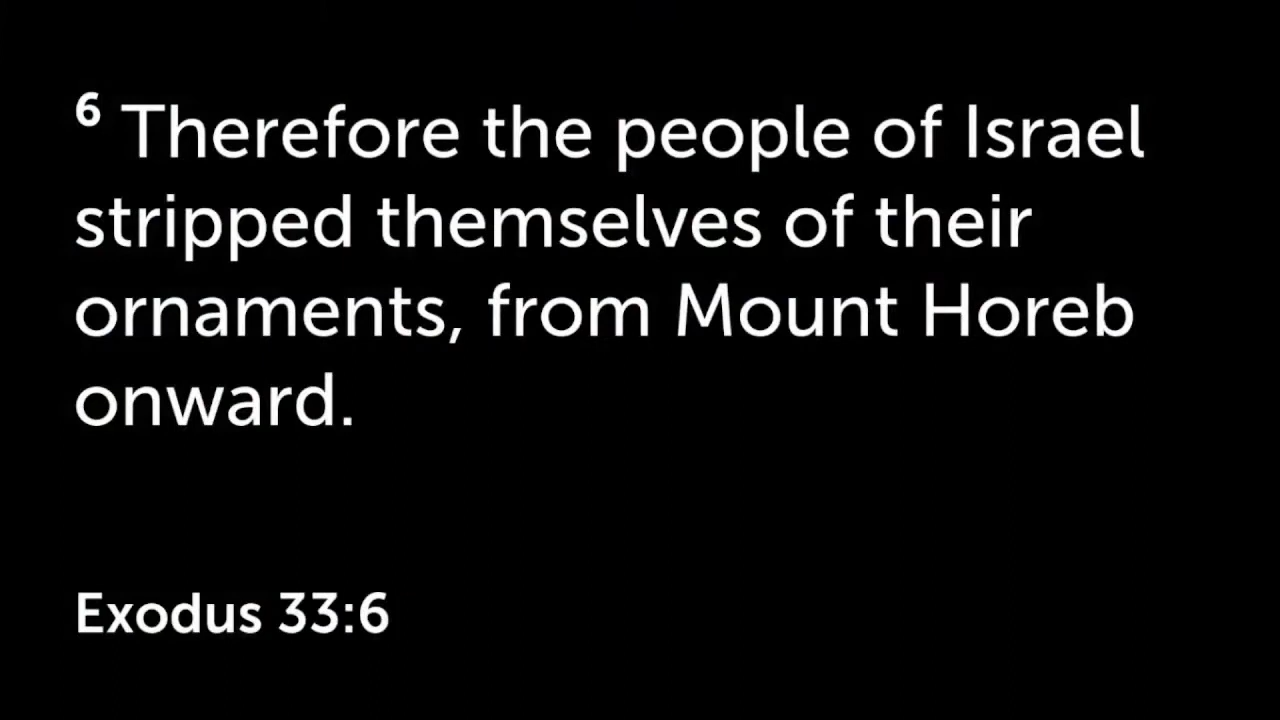 6 Therefore the people of Israel
stripped themselves of their
ornaments, from Mount Horeb
onward.
Exodus 33:6